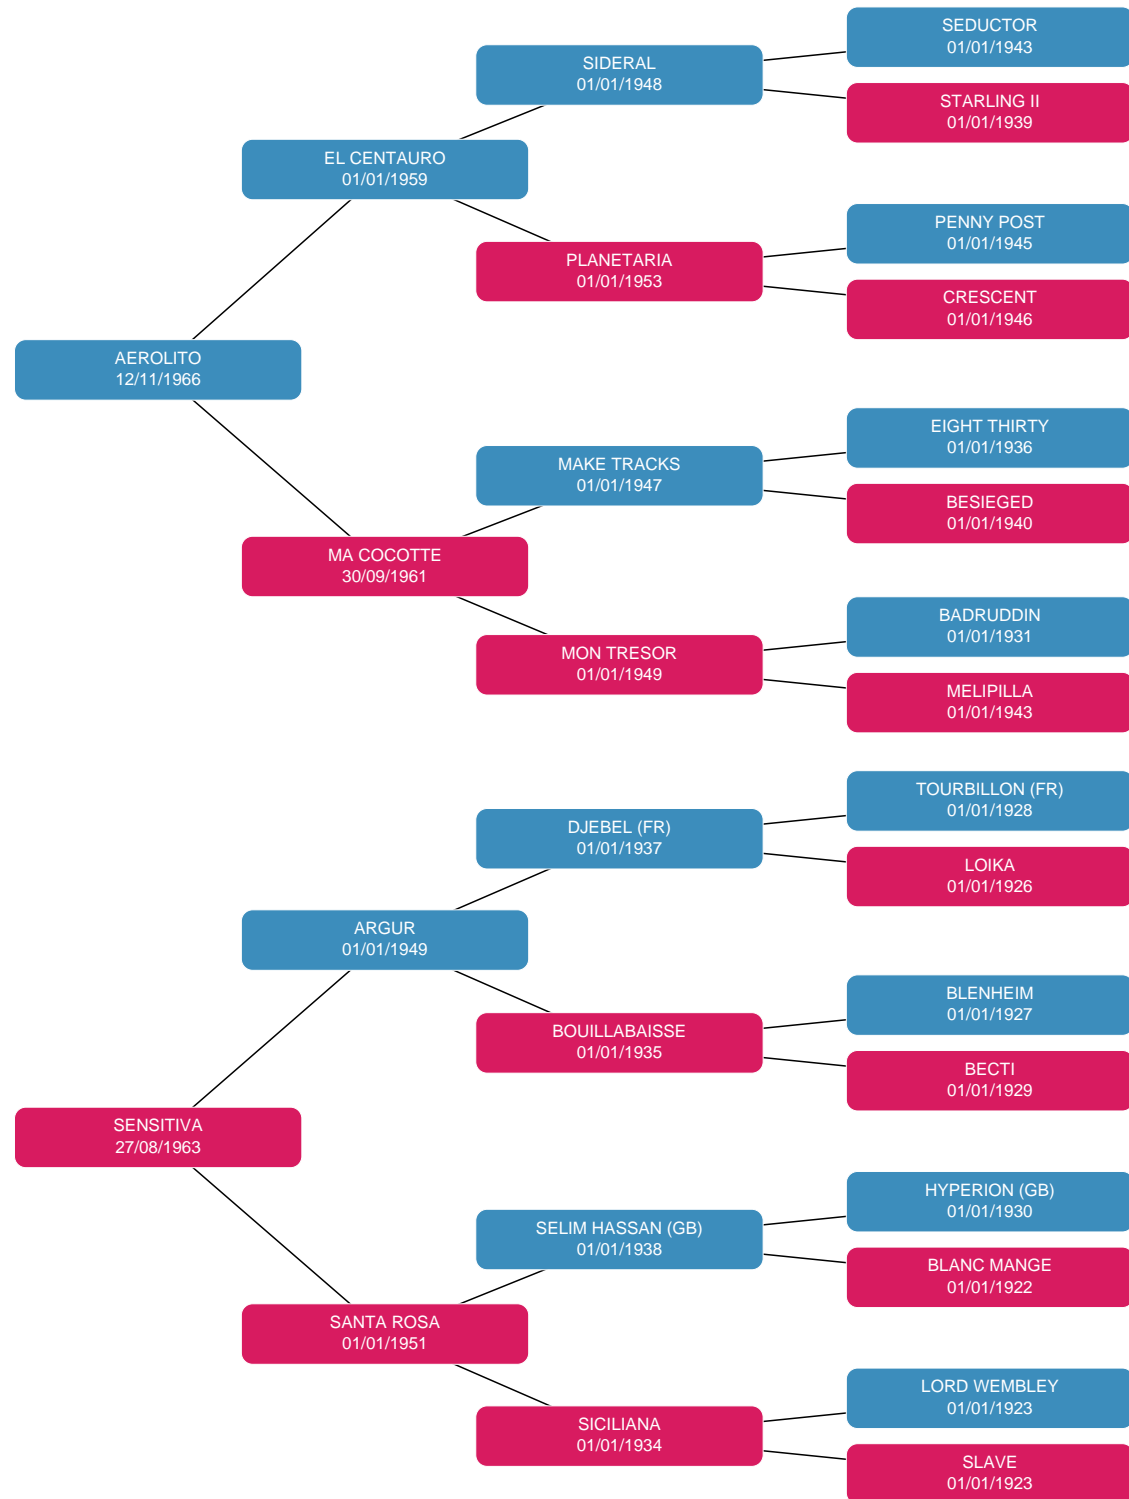 SEDUCTOR
01/01/1943
SIDERAL
01/01/1948
STARLING II
01/01/1939
EL CENTAURO
01/01/1959
PENNY POST
01/01/1945
PLANETARIA
01/01/1953
CRESCENT
01/01/1946
AEROLITO
12/11/1966
EIGHT THIRTY
01/01/1936
MAKE TRACKS
01/01/1947
BESIEGED
01/01/1940
MA COCOTTE
30/09/1961
BADRUDDIN
01/01/1931
MON TRESOR
01/01/1949
MELIPILLA
01/01/1943
TOURBILLON (FR)
01/01/1928
DJEBEL (FR)
01/01/1937
LOIKA
01/01/1926
ARGUR
01/01/1949
BLENHEIM
01/01/1927
BOUILLABAISSE
01/01/1935
BECTI
01/01/1929
SENSITIVA
27/08/1963
HYPERION (GB)
01/01/1930
SELIM HASSAN (GB)
01/01/1938
BLANC MANGE
01/01/1922
SANTA ROSA
01/01/1951
LORD WEMBLEY
01/01/1923
SICILIANA
01/01/1934
SLAVE
01/01/1923